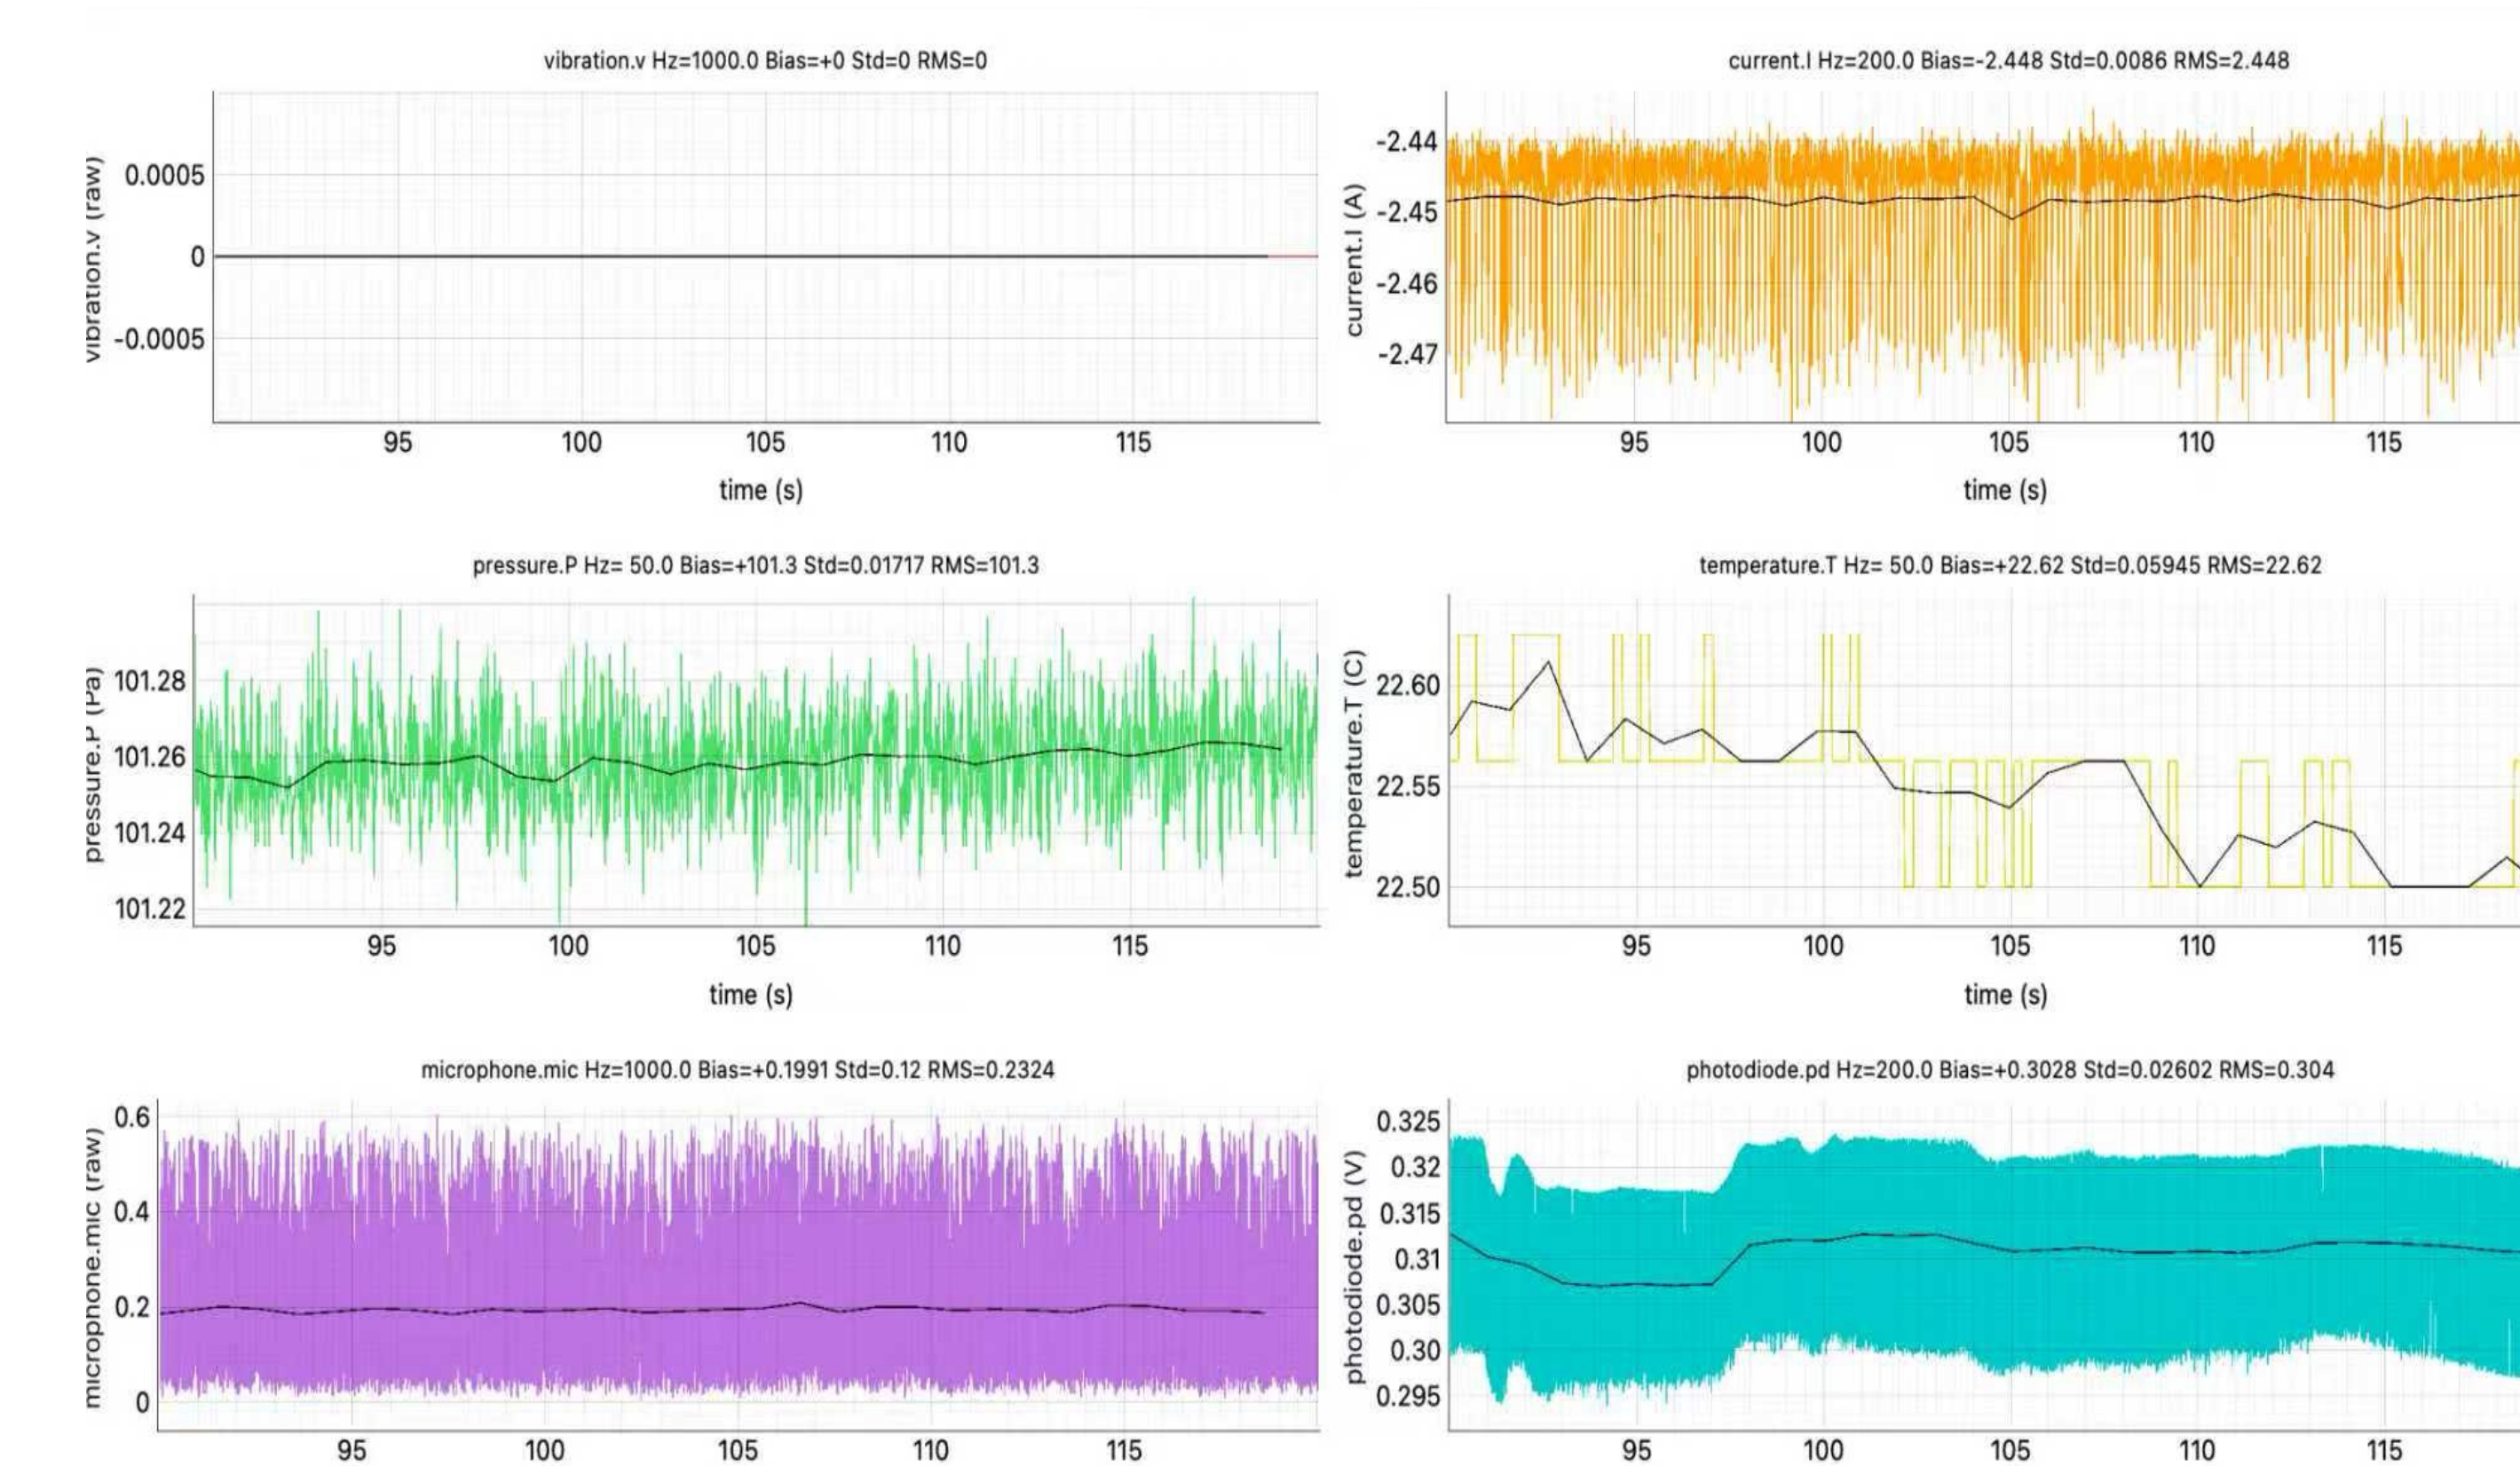 vibration.v Hz=1000.0 Bias=+0 Std=0 RMS=0
vibration.v (raw)
0.0005
0
-0.0005
95 100 105 110 115
time (s)
current.I Hz=200.0 Bias=-2.448 Std=0.0086 RMS=2.448
current.I (A)
-2.44
-2.45
-2.46
-2.47
95 100 105 110 115
time (s)
pressure.P Hz= 50.0 Bias=+101.3 Std=0.01717 RMS=101.3
pressure.P (Pa)
101.28
101.26
101.24
101.22
95 100 105 110 115
time (s)
temperature.T Hz= 50.0 Bias=+22.62 Std=0.05945 RMS=22.62
temperature.T (C)
22.60
22.55
22.50
95 100 105 110 115
time (s)
microphone.mic Hz=1000.0 Bias=+0.1991 Std=0.12 RMS=0.2324
microphone.mic (raw)
0.6
0.4
0.2
0
95 100 105 110 115
photodiode.pd Hz=200.0 Bias=+0.3028 Std=0.02602 RMS=0.304
photodiode.pd (V)
0.325
0.32
0.315
0.31
0.305
0.30
0.295
95 100 105 110 115